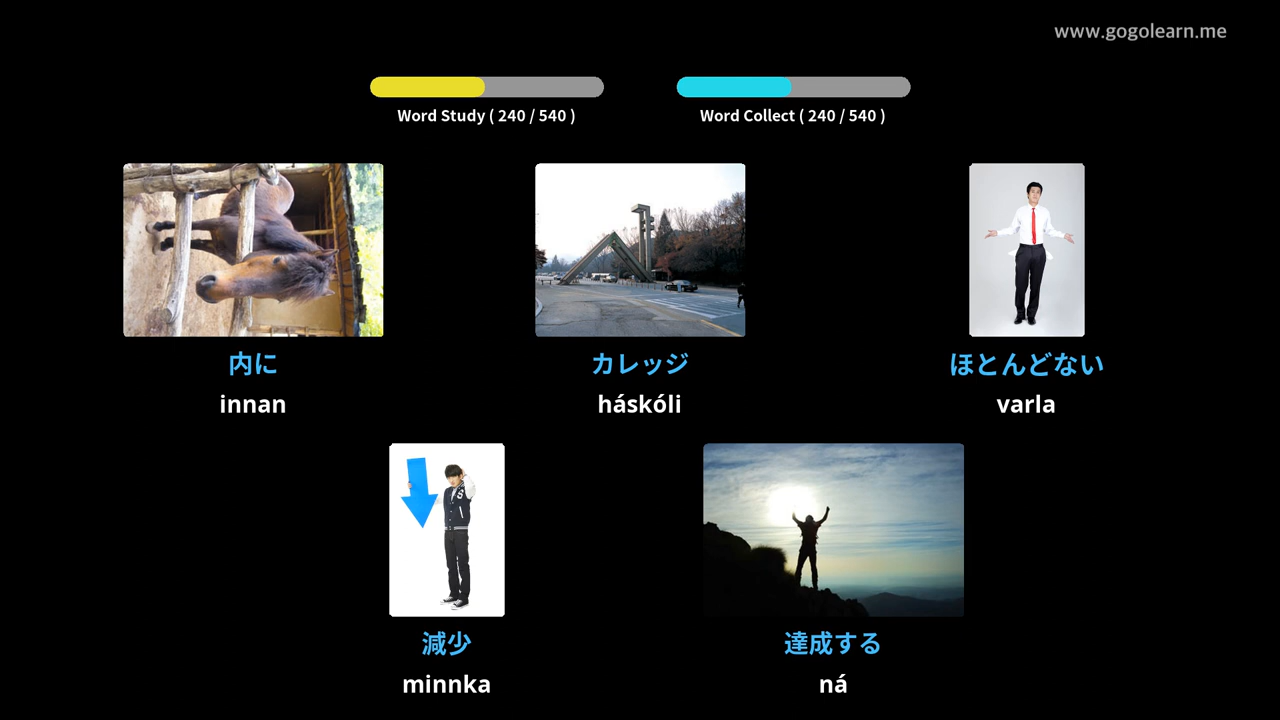 www.gogolearn.me
Word Study ( 240 / 540 )
Word Collect ( 240 / 540 )
内に
innan
カレッジ
háskóli
ほとんどない
varla
減少
minnka
達成する
ná